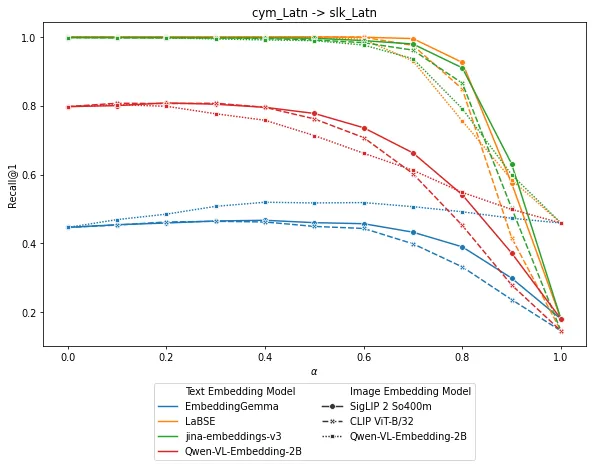 cym_Latn -> slk_Latn
Recall@1
1.0
0.8
0.6
0.4
0.2
0.0 0.2 0.4 0.6 0.8 1.0
α
Text Embedding Model
EmbeddingGemma
LaBSE
jina-embeddings-v3
Qwen-VL-Embedding-2B
Image Embedding Model
SigLIP 2 So400m
CLIP ViT-B/32
Qwen-VL-Embedding-2B